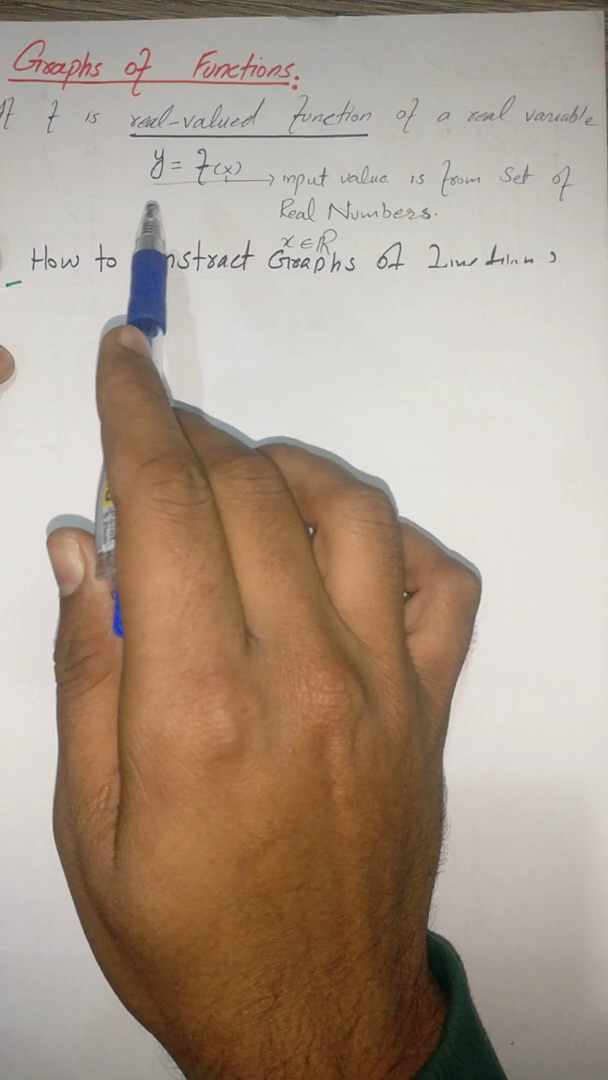 Graphs of Functions.
If f is real-valued function of a real variable
y = f(x) → input value is from set of
Real Numbers.
x ∈ ℝ
How to Graphs of